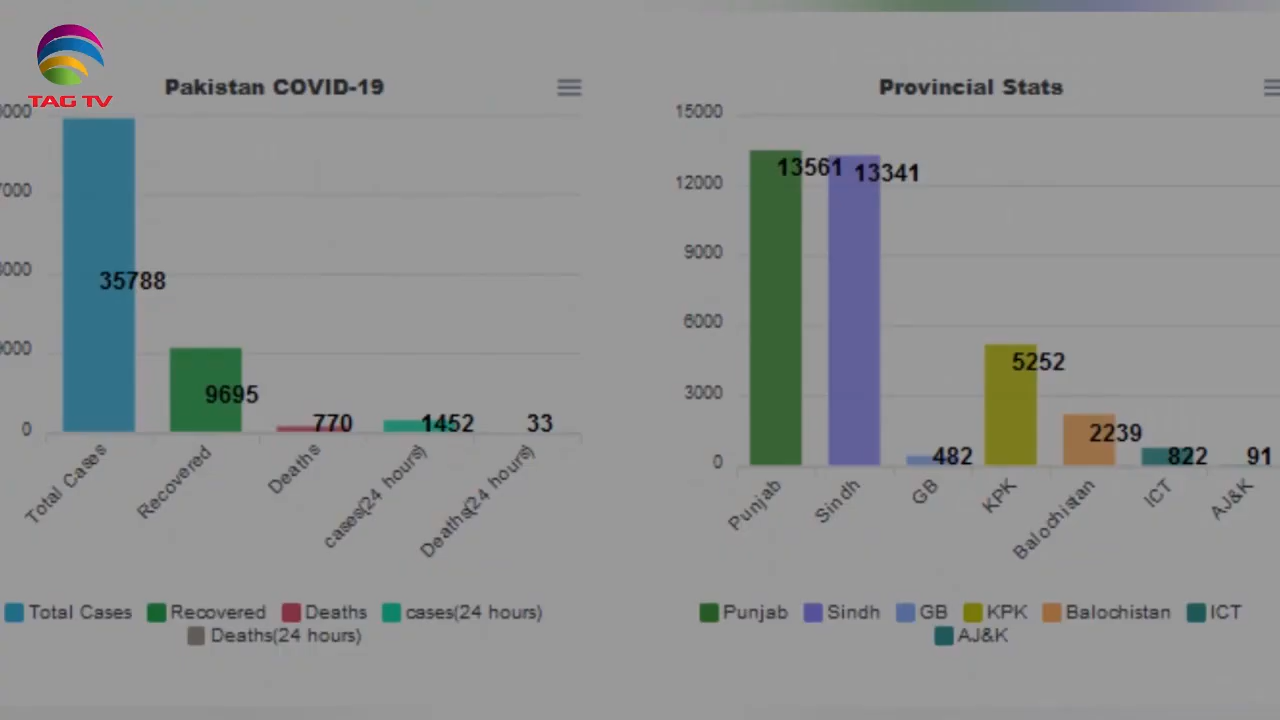 TAG TV
Pakistan COVID-19
35788
9695
770
1452
33
0
Total Cases
Recovered
Deaths
cases(24 hours)
Deaths(24 hours)
Total Cases Recovered Deaths cases(24 hours)
Deaths(24 hours)
Provincial Stats
15000
12000
9000
6000
3000
0
13561
13341
482
5252
2239
822
91
Punjab
Sindh
GB
KPK
Balochistan
ICT
AJ&K
Punjab Sindh GB KPK Balochistan ICT
AJ&K